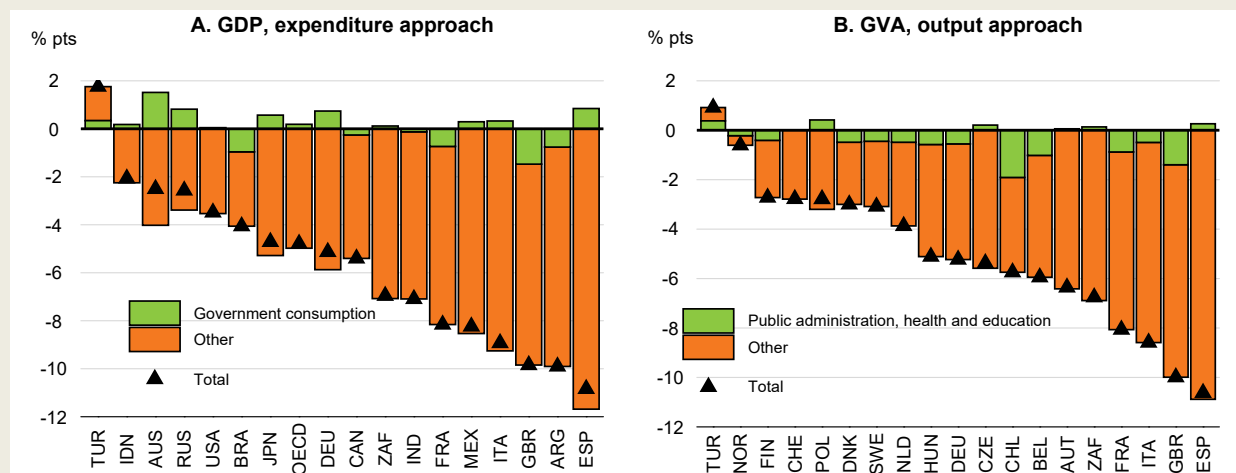 A. GDP, expenditure approach
% pts
2
0
-2
-4
-6
-8
-10
-12
Government consumption
Other
Total
TUR IDN AUS RUS USA BRA JPN OECD DEU CAN ZAF IND FRA MEX ITA GBR ARG ESP
B. GVA, output approach
% pts
2
0
-2
-4
-6
-8
-10
-12
Public administration, health and education
Other
Total
TUR NOR FIN CHE POL DNK SWE NLD HUN DEU CZE CHL BEL AUT ZAF FRA ITA GBR ESP